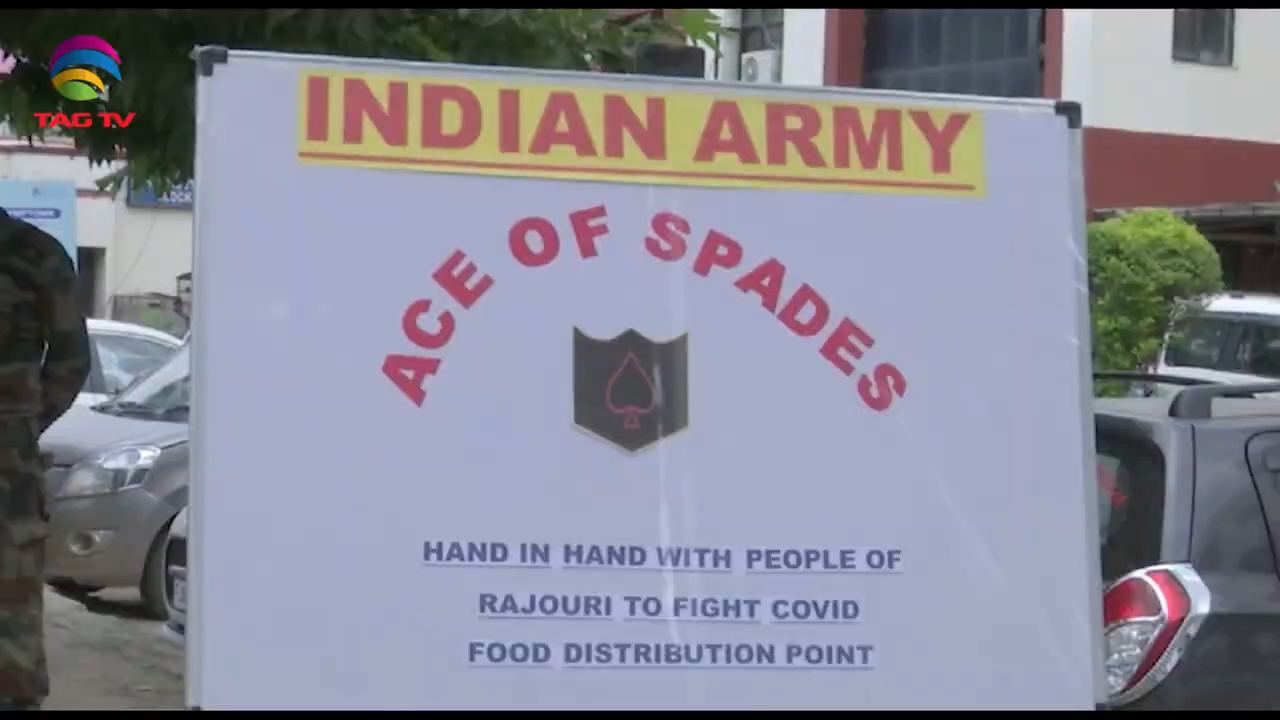 TAG TV
INDIAN ARMY
ACE OF SPADES
HAND IN HAND WITH PEOPLE OF
RAJOURI TO FIGHT COVID
FOOD DISTRIBUTION POINT